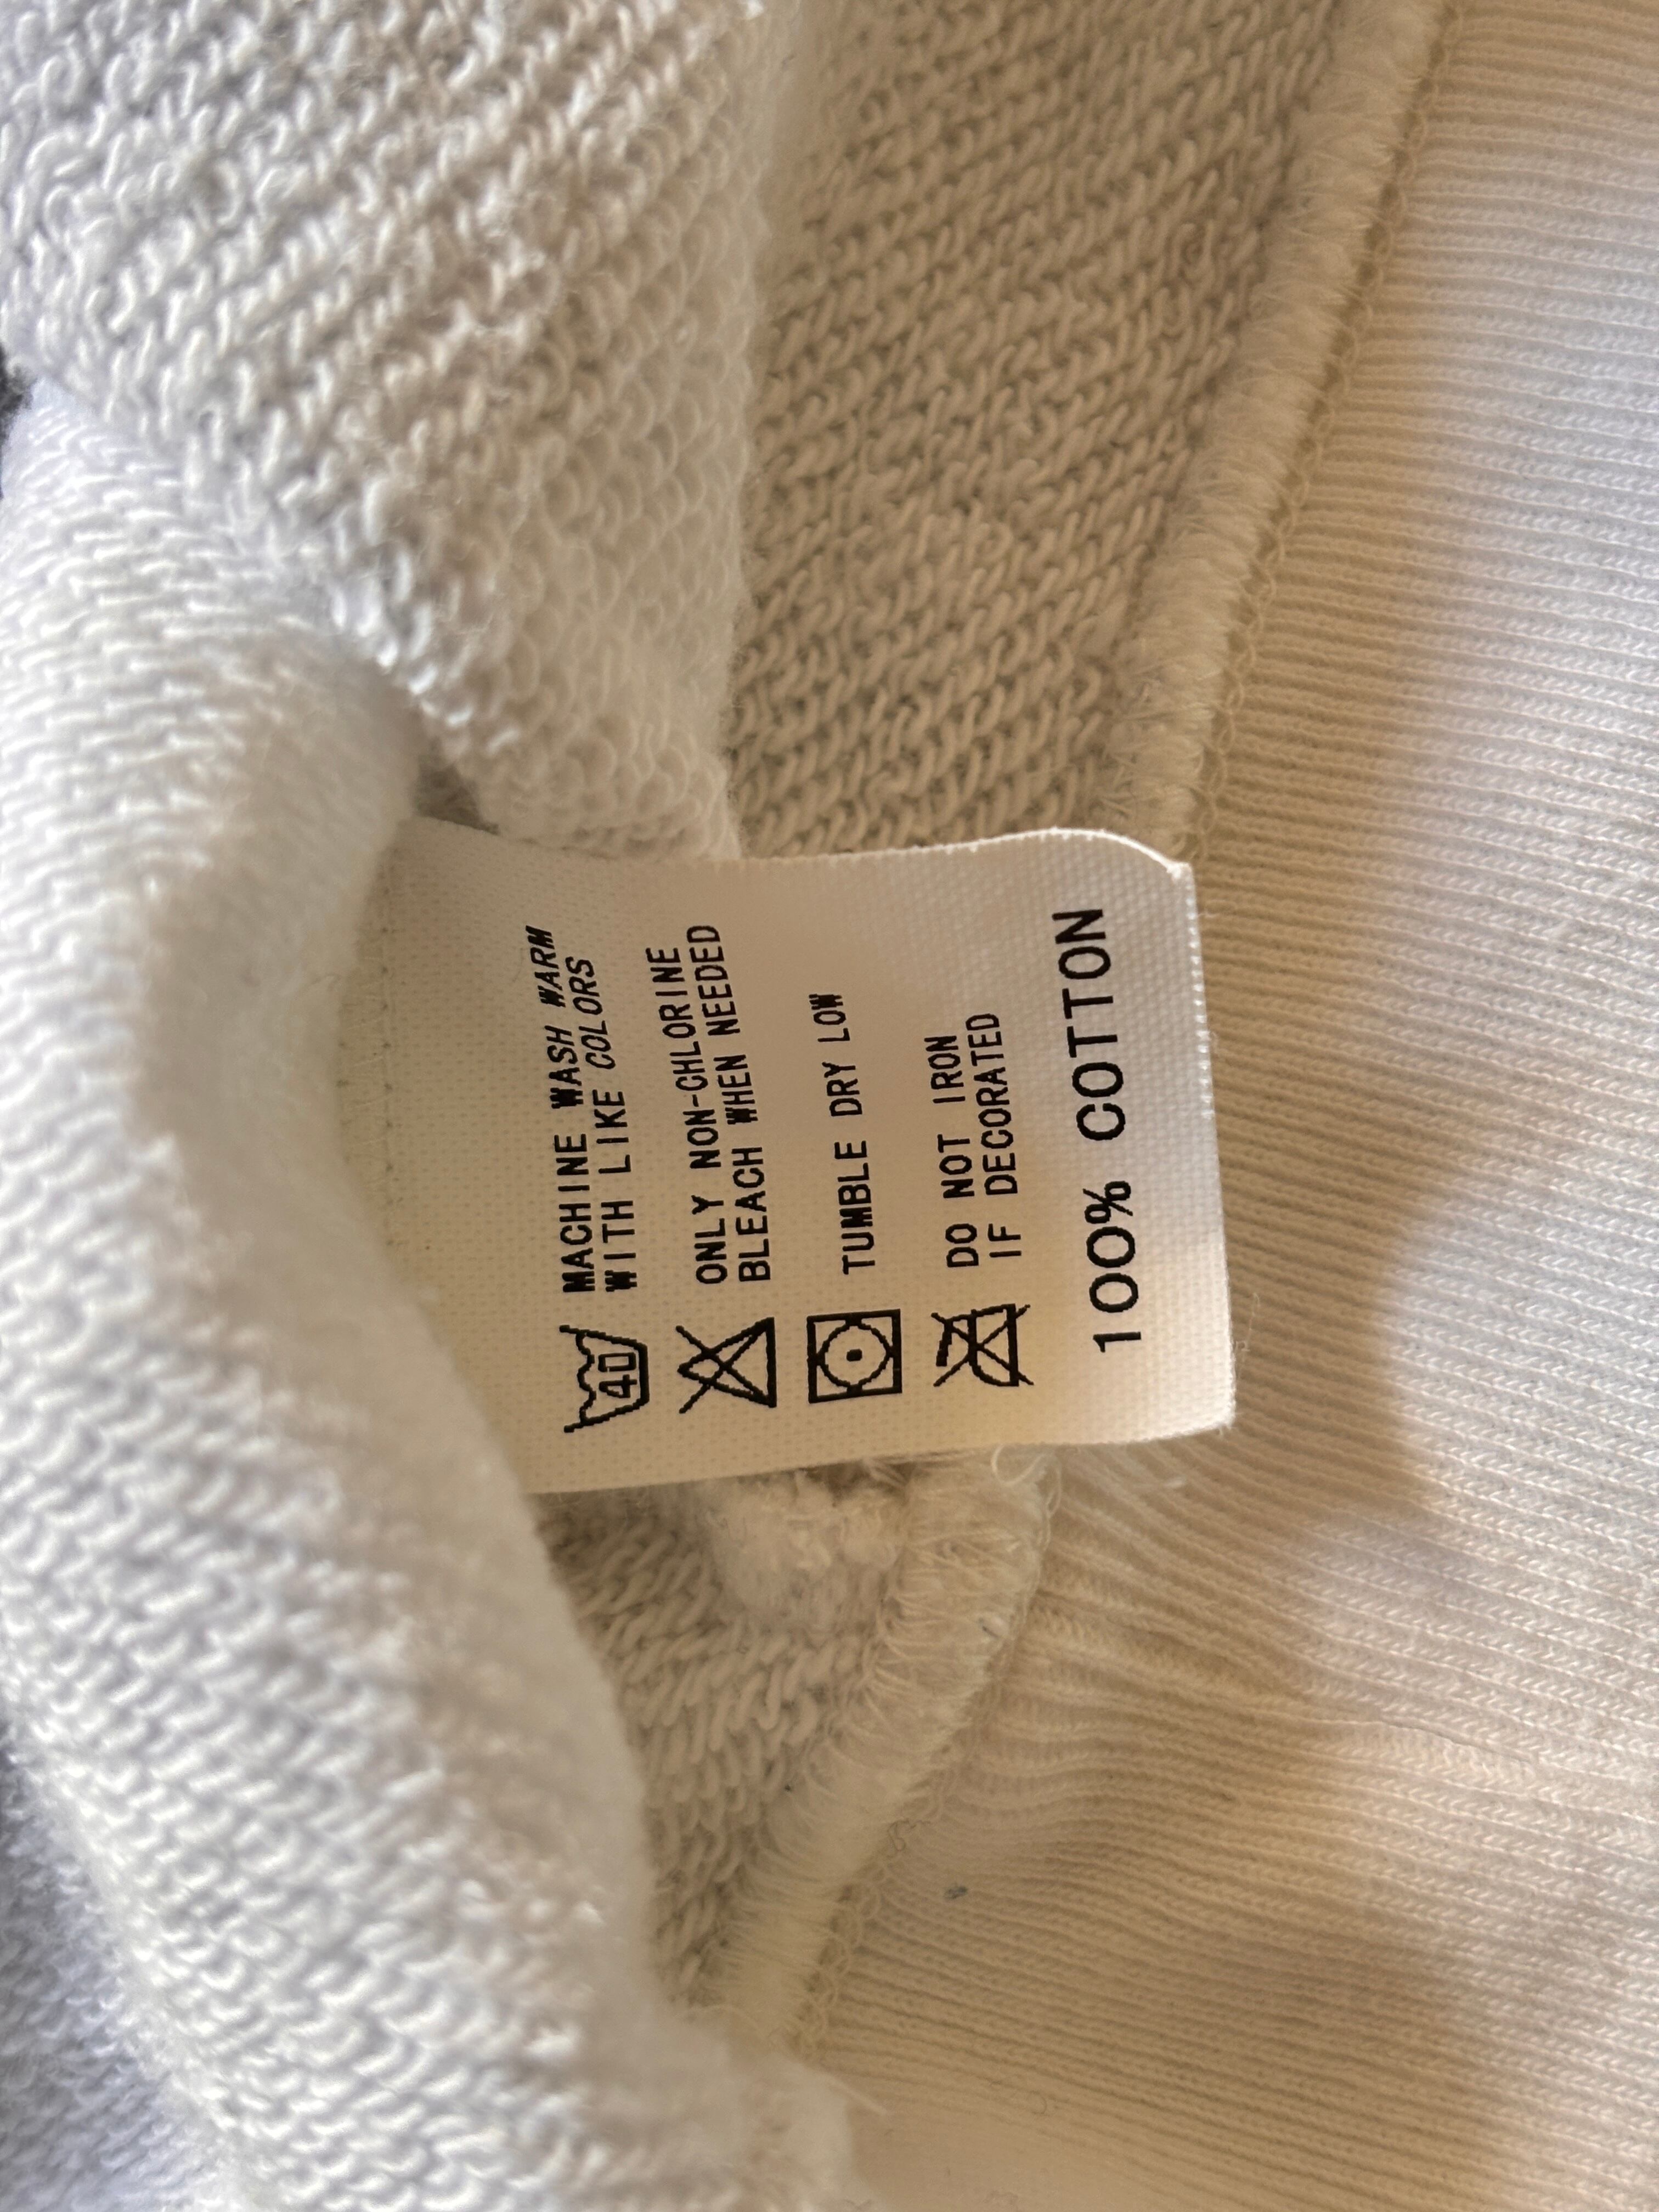 40 MACHINE WASH WARM
WITH LIKE COLORS
ONLY NON-CHLORINE
BLEACH WHEN NEEDED
TUMBLE DRY LOW
DO NOT IRON
IF DECORATED
100% COTTON